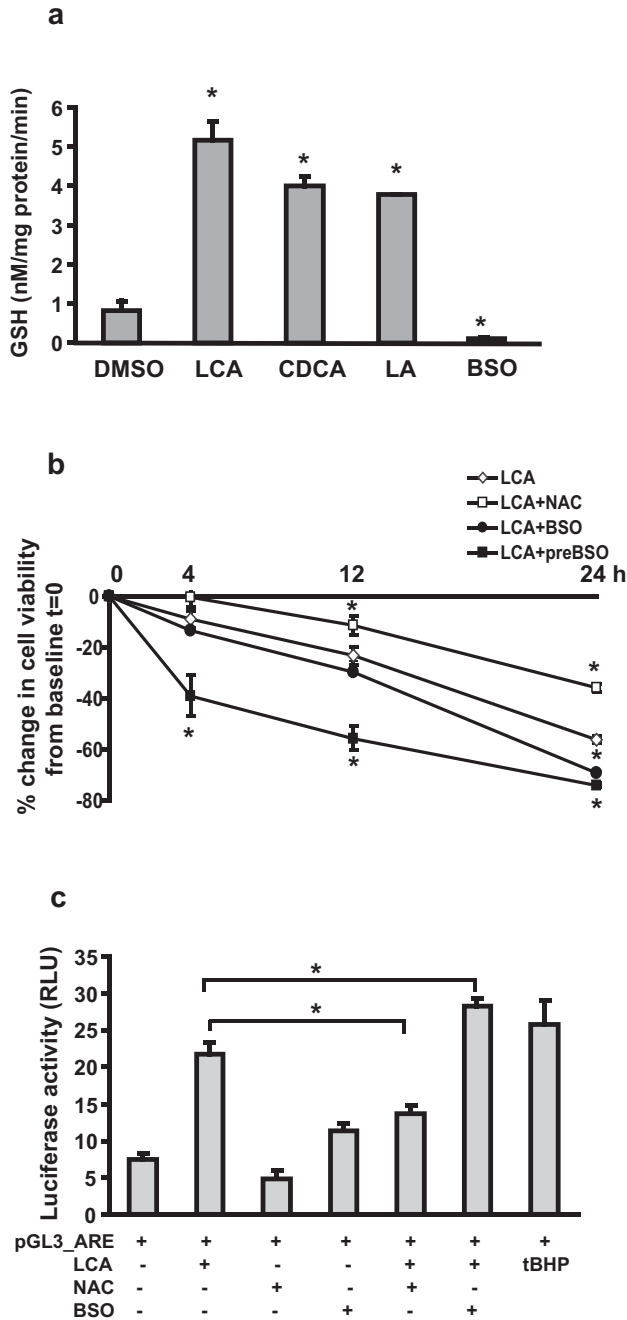 a
GSH (nM/mg protein/min)
6
5
4
3
2
1
0
* * * *
DMSO LCA CDCA LA BSO
b
LCA
LCA+NAC
LCA+BSO
LCA+preBSO
% change in cell viability
from baseline t=0
0 4 12 24 h
0
-20
-40
-60
-80
* * * * * *
c
Luciferase activity (RLU)
35
30
25
20
15
10
5
0
*
*
pGL3_ARE + + + + + + +
LCA - + - - + + tBHP
NAC - - + - + -
BSO - - - + - +